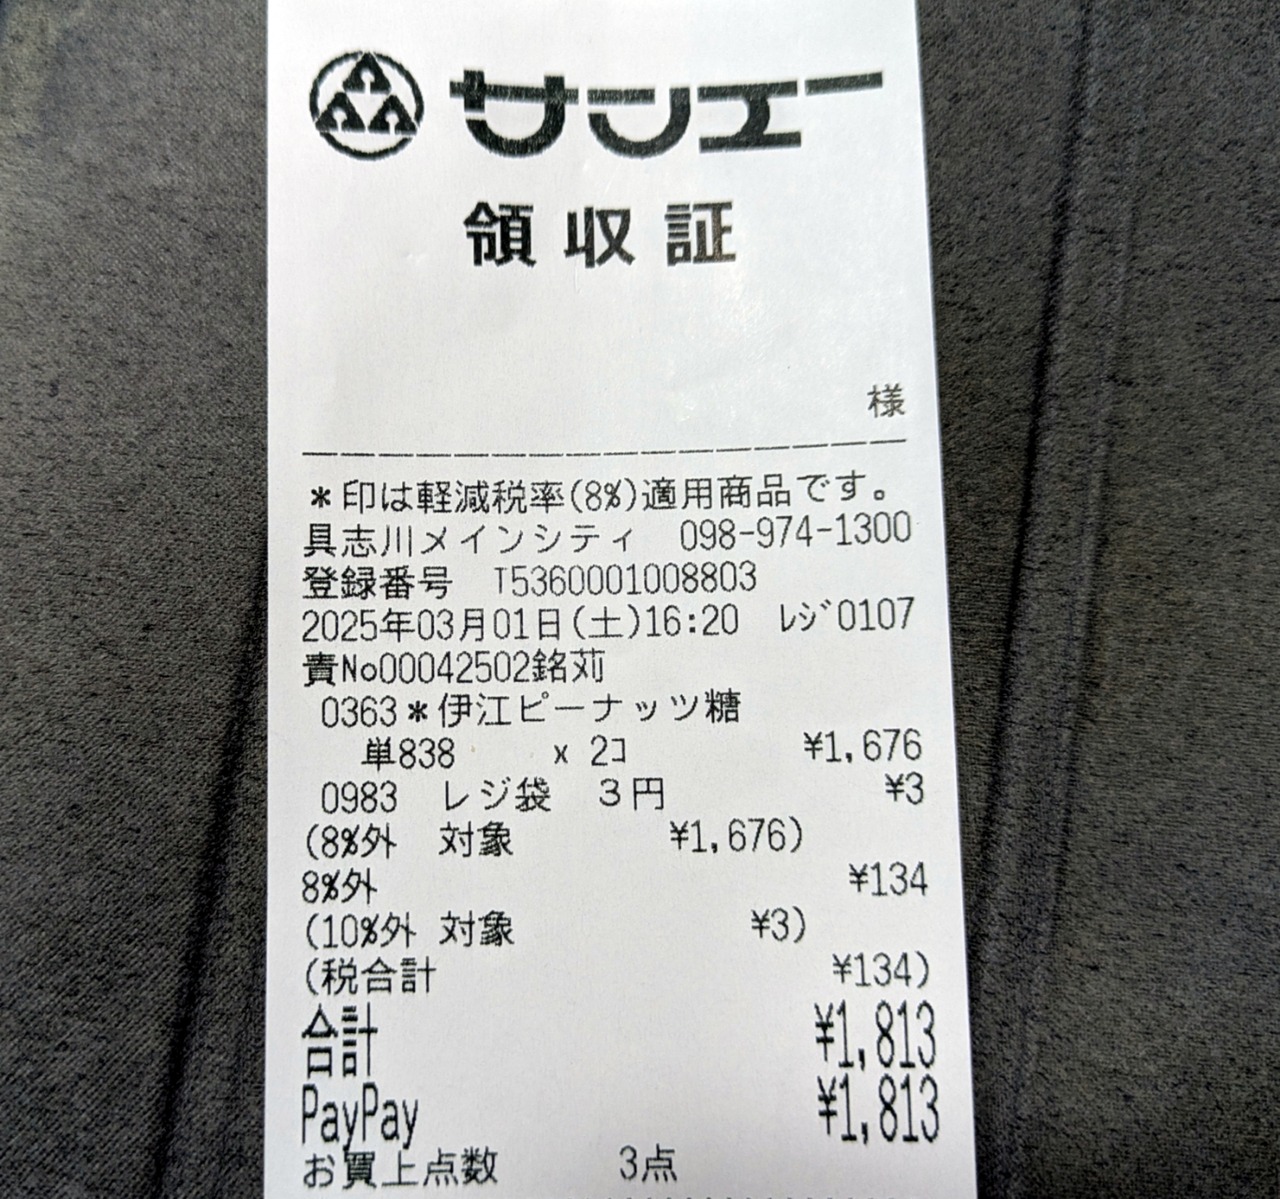 サンエー
領収証
様
＊印は軽減税率(8%)適用商品です。
具志川メインシティ 098-974-1300
登録番号 T5360001008803
2025年03月01日(土)16:20 ﾚｼﾞ0107
責No00042502銘苅
0363＊伊江ピーナッツ糖
単838 x 2コ ¥1,676
0983 レジ袋 ３円 ¥3
(8%外 対象 ¥1,676)
8%外 ¥134
(10%外 対象 ¥3)
(税合計 ¥134)
合計 ¥1,813
PayPay ¥1,813
お買上点数 3点